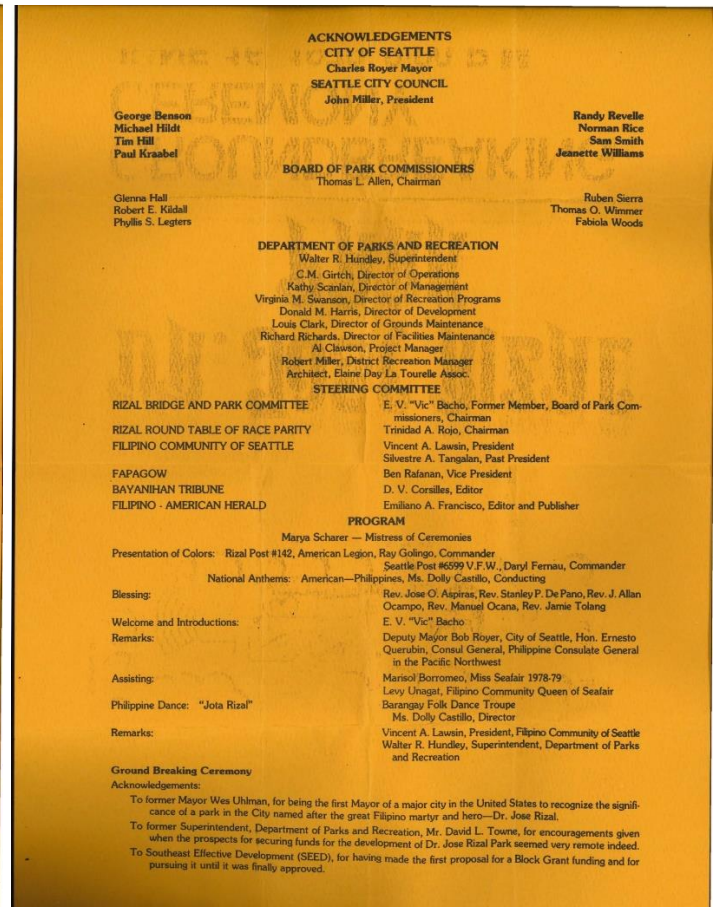 ACKNOWLEDGEMENTS
CITY OF SEATTLE
Charles Royer Mayor
SEATTLE CITY COUNCIL
John Miller, President
George Benson Randy Revelle
Michael Hildt Norman Rice
Tim Hill Sam Smith
Paul Kraabel Jeanette Williams
BOARD OF PARK COMMISSIONERS
Thomas L. Allen, Chairman
Glenna Hall Ruben Sierra
Robert E. Kildall Thomas O. Wimmer
Phyllis S. Legters Fabiola Woods
DEPARTMENT OF PARKS AND RECREATION
Walter R. Hundley, Superintendent
C.M. Girtch, Director of Operations
Kathy Scanlan, Director of Management
Virginia M. Swanson, Director of Recreation Programs
Donald M. Harris, Director of Development
Louis Clark, Director of Grounds Maintenance
Richard Richards, Director of Facilities Maintenance
Al Clawson, Project Manager
Robert Miller, District Recreation Manager
Architect, Elaine Day La Tourelle Assoc.
STEERING COMMITTEE
RIZAL BRIDGE AND PARK COMMITTEE E. V. "Vic" Bacho, Former Member, Board of Park Com-
missioners, Chairman
RIZAL ROUND TABLE OF RACE PARITY Trinidad A. Rojo, Chairman
FILIPINO COMMUNITY OF SEATTLE Vincent A. Lawsin, President
Silvestre A. Tangalan, Past President
FAPAGOW Ben Rafanan, Vice President
BAYANIHAN TRIBUNE D. V. Corsilles, Editor
FILIPINO - AMERICAN HERALD Emiliano A. Francisco, Editor and Publisher
PROGRAM
Marya Scharer — Mistress of Ceremonies
Presentation of Colors: Rizal Post #142, American Legion, Ray Golingo, Commander
Seattle Post #6599 V.F.W., Daryl Fernau, Commander
National Anthems: American—Philippines, Ms. Dolly Castillo, Conducting
Blessing: Rev. Jose O. Aspiras, Rev. Stanley P. De Pano, Rev. J. Allan
Ocampo, Rev. Manuel Ocana, Rev. Jamie Tolang
Welcome and Introductions: E. V. "Vic" Bacho
Remarks: Deputy Mayor Bob Royer, City of Seattle, Hon. Ernesto
Querubin, Consul General, Philippine Consulate General
in the Pacific Northwest
Assisting: Marisol Borromeo, Miss Seafair 1978-79
Levy Unagat, Filipino Community Queen of Seafair
Philippine Dance: "Jota Rizal" Barangay Folk Dance Troupe
Ms. Dolly Castillo, Director
Remarks: Vincent A. Lawsin, President, Filipino Community of Seattle
Walter R. Hundley, Superintendent, Department of Parks
and Recreation
Ground Breaking Ceremony
Acknowledgements:
To former Mayor Wes Uhlman, for being the first Mayor of a major city in the United States to recognize the signifi-
cance of a park in the City named after the great Filipino martyr and hero—Dr. Jose Rizal.
To former Superintendent, Department of Parks and Recreation, Mr. David L. Towne, for encouragements given
when the prospects for securing funds for the development of Dr. Jose Rizal Park seemed very remote indeed.
To Southeast Effective Development (SEED), for having made the first proposal for a Block Grant funding and for
pursuing it until it was finally approved.